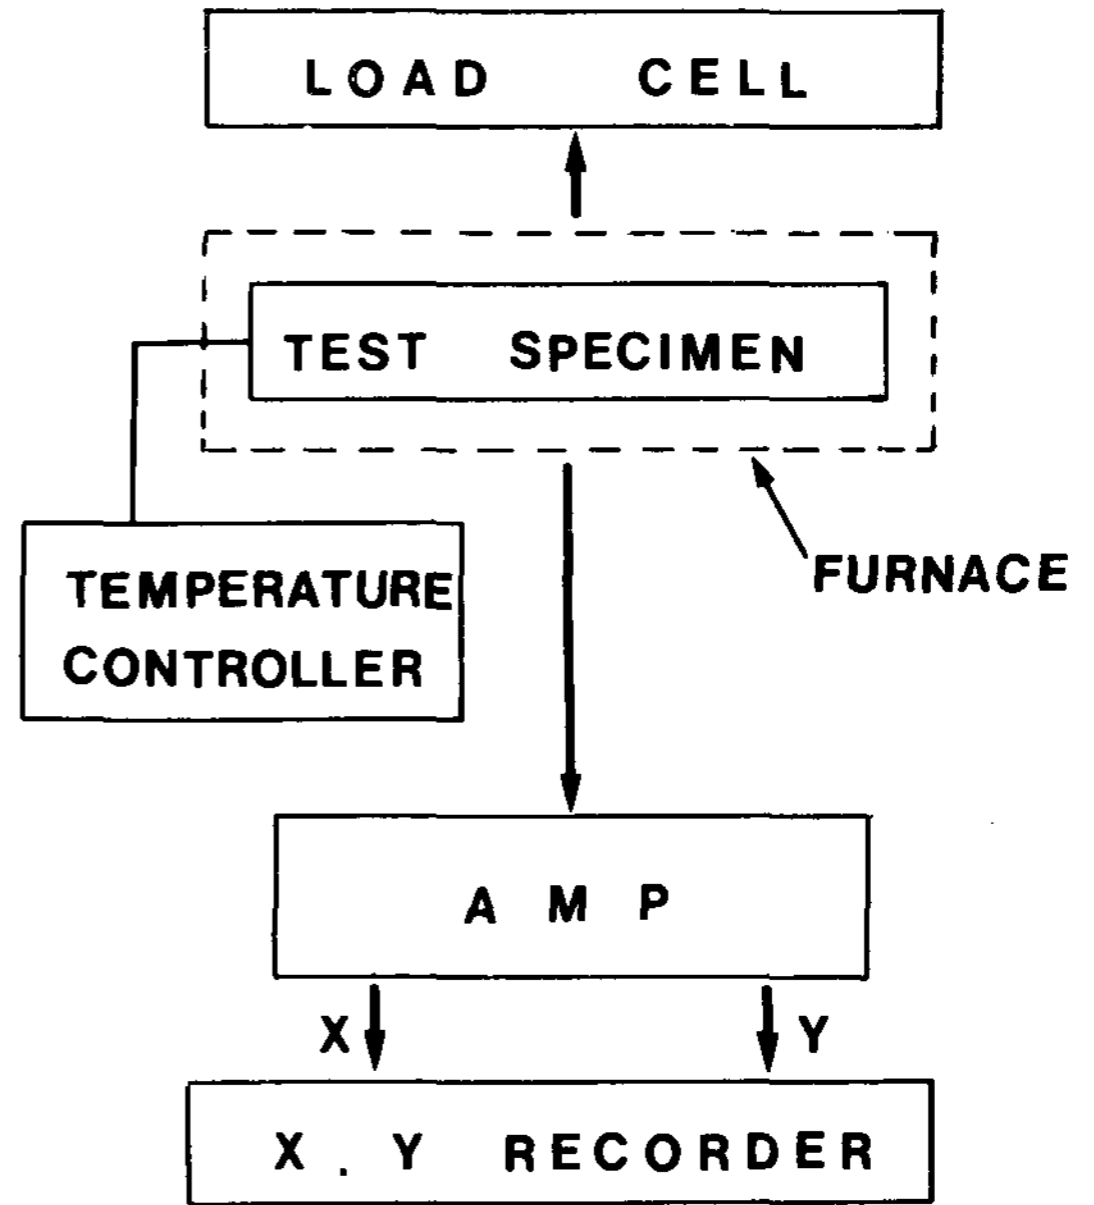 LOAD CELL
TEST SPECIMEN
FURNACE
TEMPERATURE
CONTROLLER
AMP
X Y
X . Y RECORDER